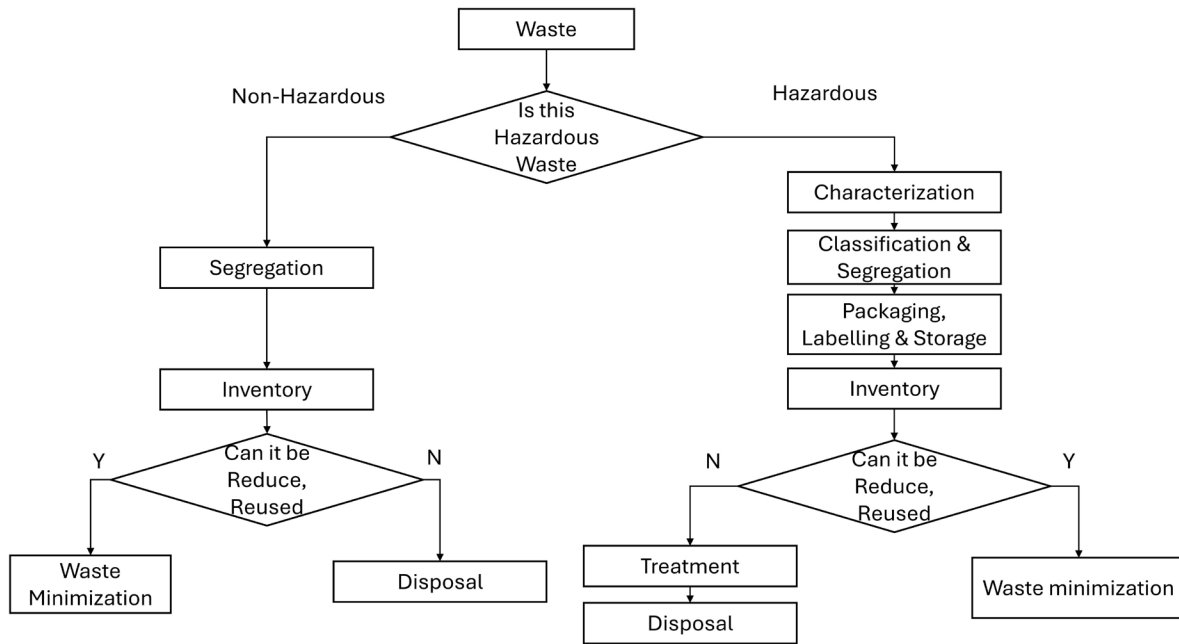 Waste
Non-Hazardous
Hazardous
Is this
Hazardous
Waste
Characterization
Classification &
Segregation
Segregation
Packaging,
Labelling & Storage
Inventory
Inventory
Y
Can it be
Reduce,
Reused
N
N
Can it be
Reduce,
Reused
Y
Waste
Minimization
Disposal
Treatment
Disposal
Waste minimization